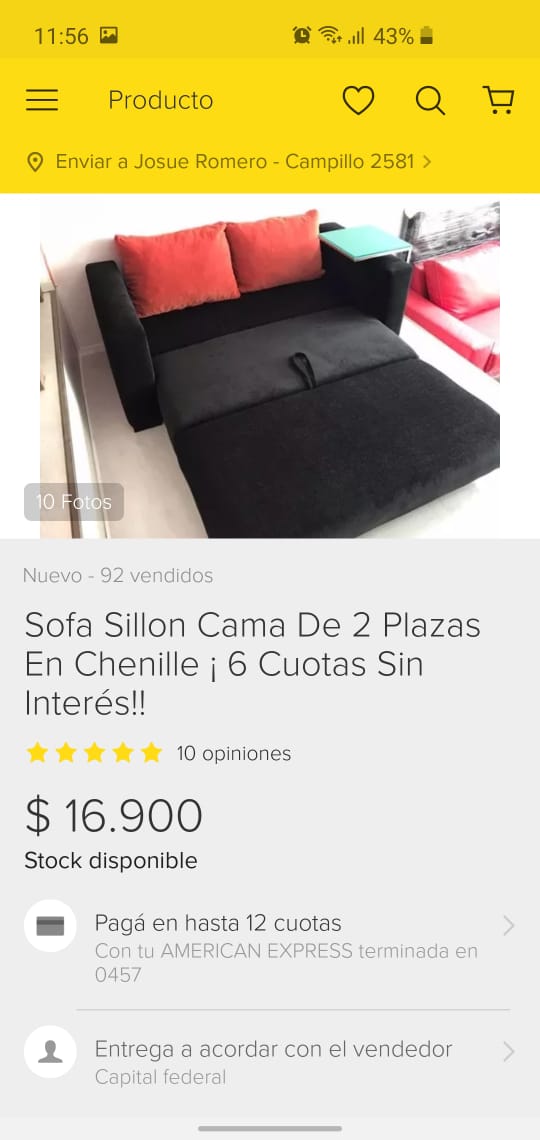 11:56
43%
Producto
Enviar a Josue Romero - Campillo 2581
10 Fotos
Nuevo - 92 vendidos
Sofa Sillon Cama De 2 Plazas
En Chenille ¡ 6 Cuotas Sin
Interés!!
10 opiniones
$ 16.900
Stock disponible
Pagá en hasta 12 cuotas
Con tu AMERICAN EXPRESS terminada en
0457
Entrega a acordar con el vendedor
Capital federal